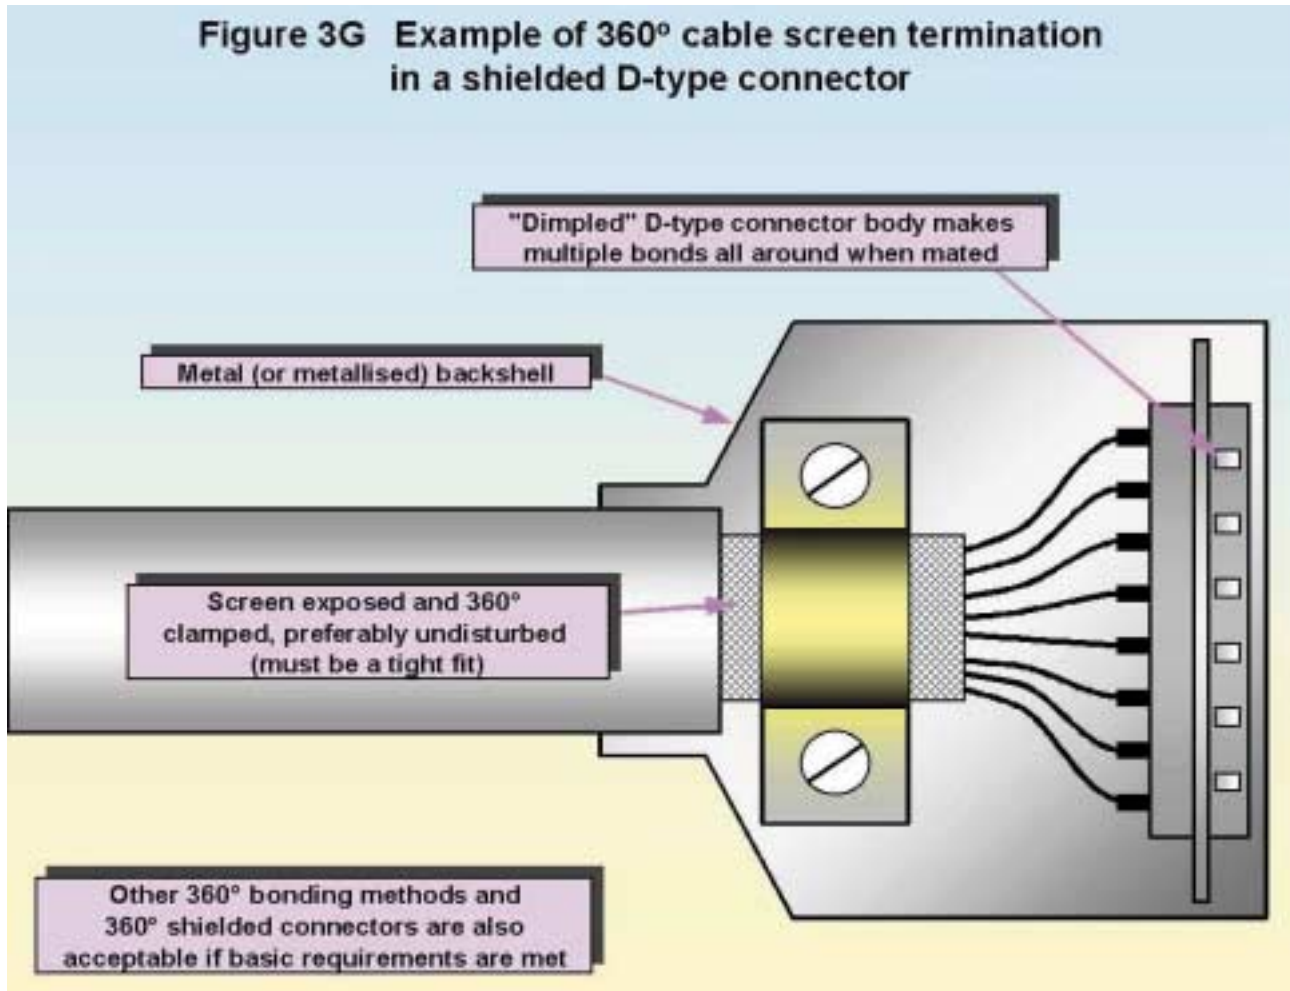 Figure 3G Example of 360º cable screen termination
in a shielded D-type connector
"Dimpled" D-type connector body makes
multiple bonds all around when mated
Metal (or metallised) backshell
Screen exposed and 360°
clamped, preferably undisturbed
(must be a tight fit)
Other 360° bonding methods and
360° shielded connectors are also
acceptable if basic requirements are met